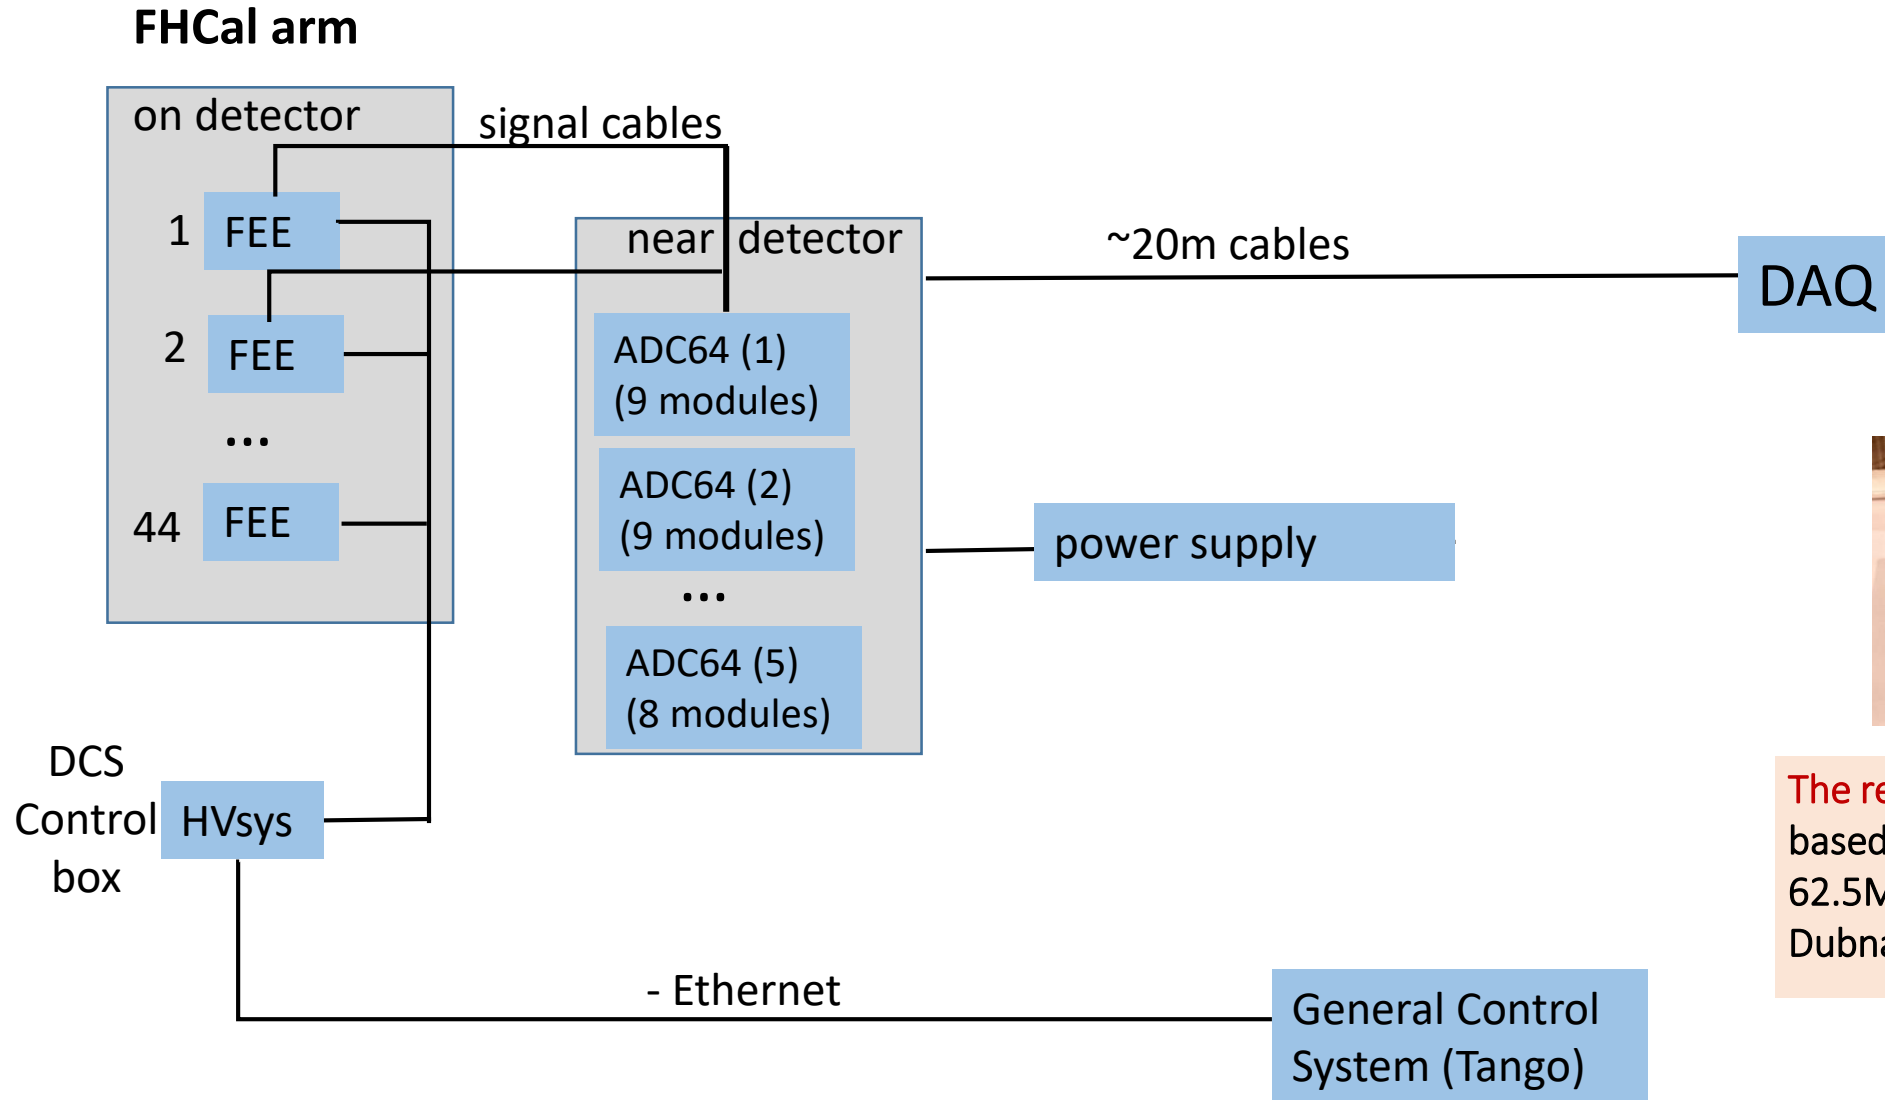 FHCal arm
on detector
signal cables
1 FEE
2 FEE
...
44 FEE
near detector
ADC64 (1)
(9 modules)
ADC64 (2)
(9 modules)
...
ADC64 (5)
(8 modules)
~20m cables
DAQ
power supply
DCS
Control
box
HVsys
- Ethernet
General Control
System (Tango)
The
based